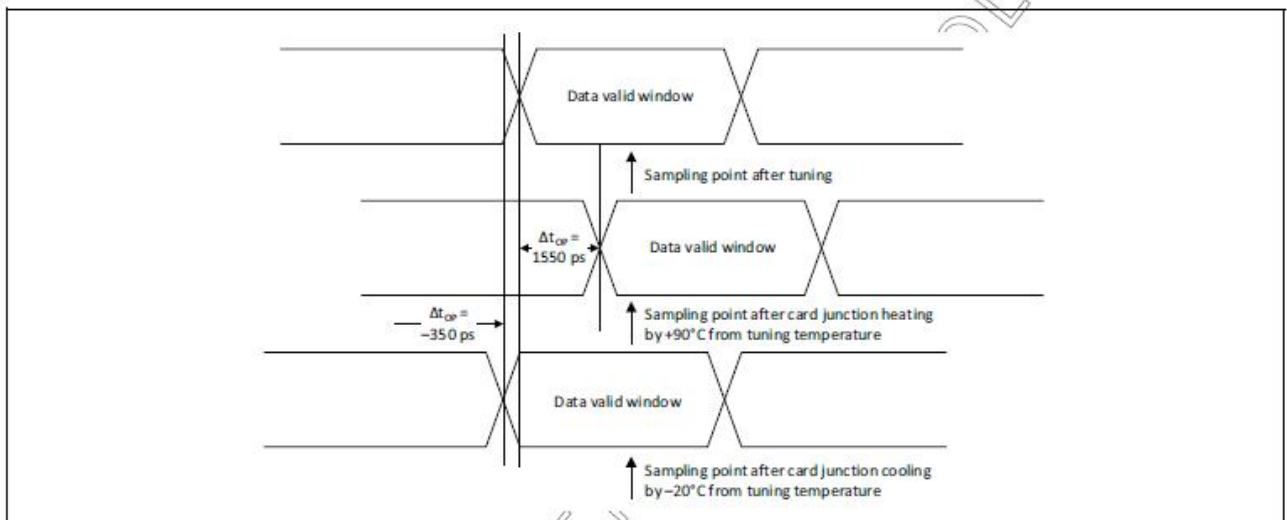 Data valid window
Sampling point after tuning
Δt_OP =
1550 ps
Data valid window
Δt_OP =
−350 ps
Sampling point after card junction heating
by +90°C from tuning temperature
Data valid window
Sampling point after card junction cooling
by −20°C from tuning temperature